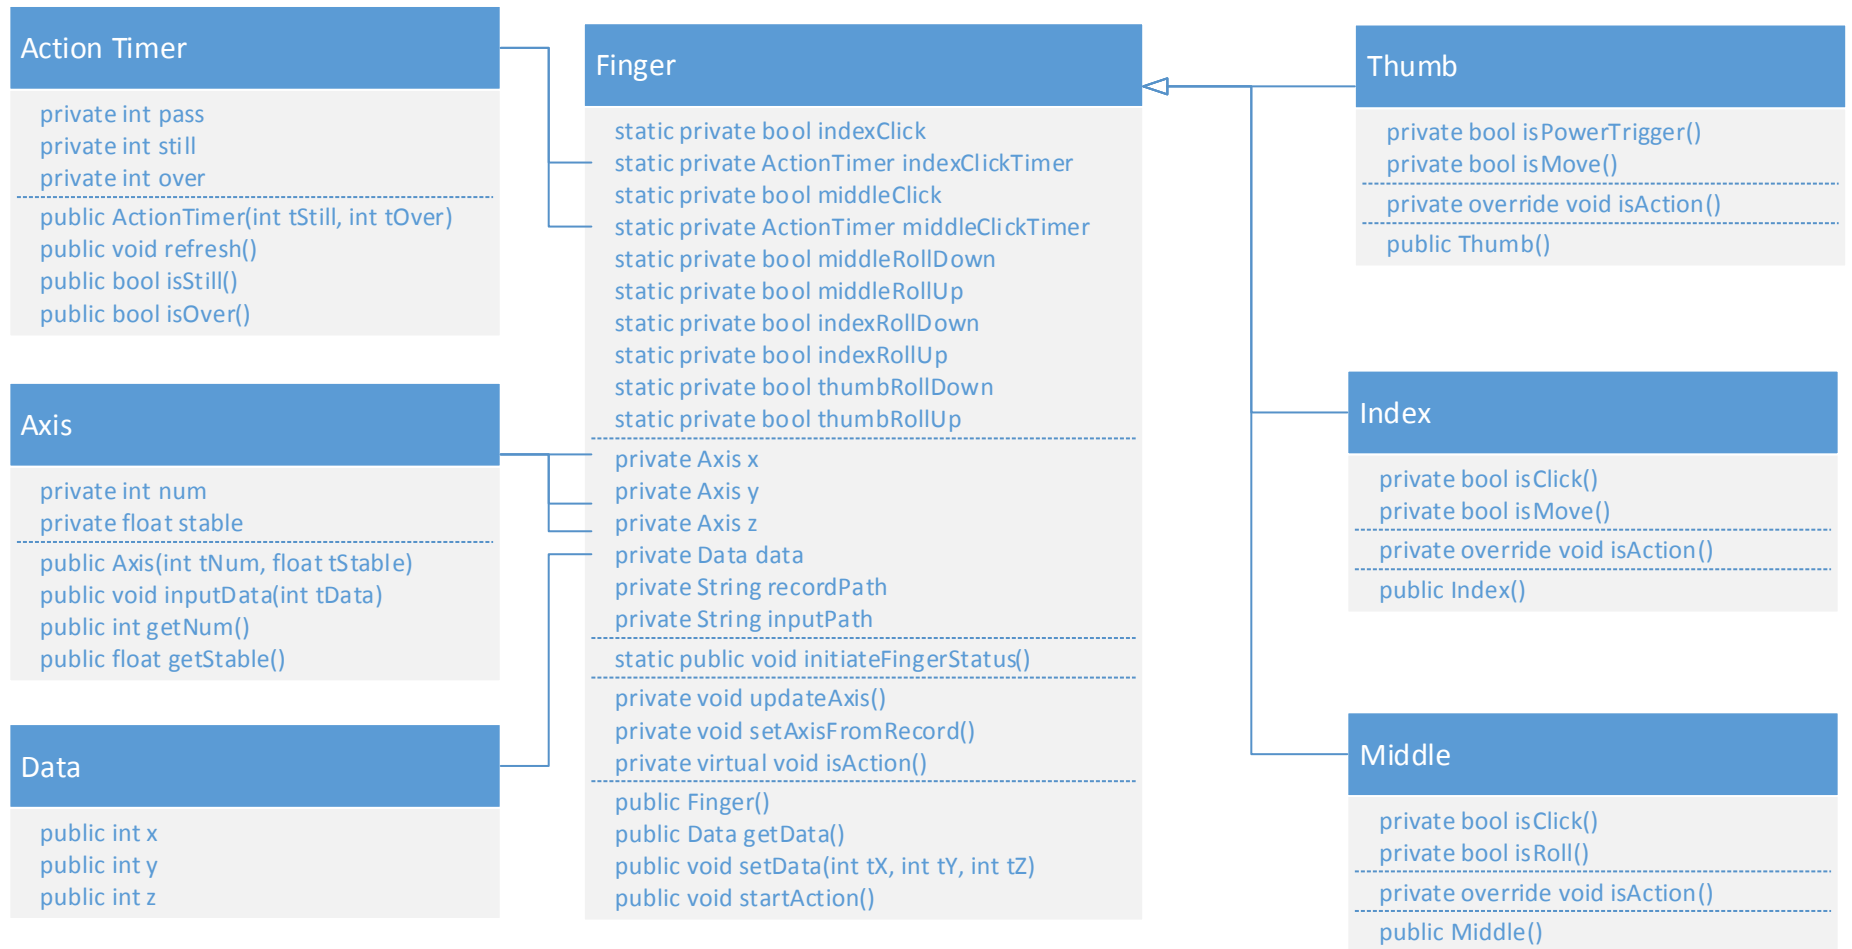 Action Timer
private int pass
private int still
private int over
public ActionTimer(int tStill, int tOver)
public void refresh()
public bool isStill()
public bool isOver()
Axis
private int num
private float stable
public Axis(int tNum, float tStable)
public void inputData(int tData)
public int getNum()
public float getStable()
Data
public int x
public int y
public int z
Finger
static private bool indexClick
static private ActionTimer indexClickTimer
static private bool middleClick
static private ActionTimer middleClickTimer
static private bool middleRollDown
static private bool middleRollUp
static private bool indexRollDown
static private bool indexRollUp
static private bool thumbRollDown
static private bool thumbRollUp
private Axis x
private Axis y
private Axis z
private Data data
private String recordPath
private String inputPath
static public void initiateFingerStatus()
private void updateAxis()
private void setAxisFromRecord()
private virtual void isAction()
public Finger()
public Data getData()
public void setData(int tX, int tY, int tZ)
public void startAction()
Thumb
private bool isPowerTrigger()
private bool isMove()
private override void isAction()
public Thumb()
Index
private bool isClick()
private bool isMove()
private override void isAction()
public Index()
Middle
private bool isClick()
private bool isRoll()
private override void isAction()
public Middle()